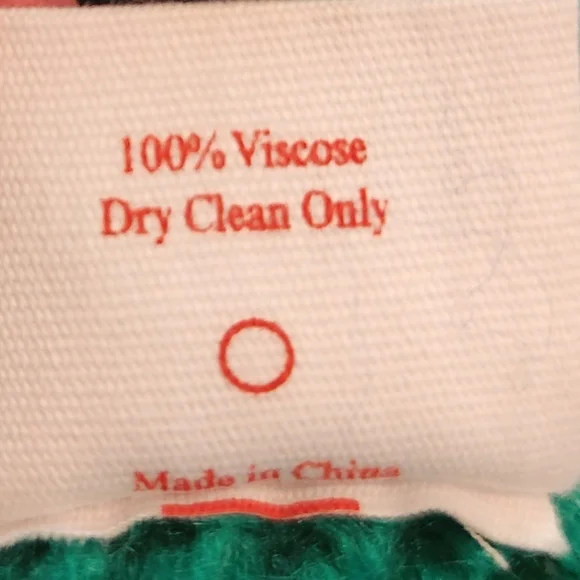 100% Viscose
Dry Clean Only
Made in China